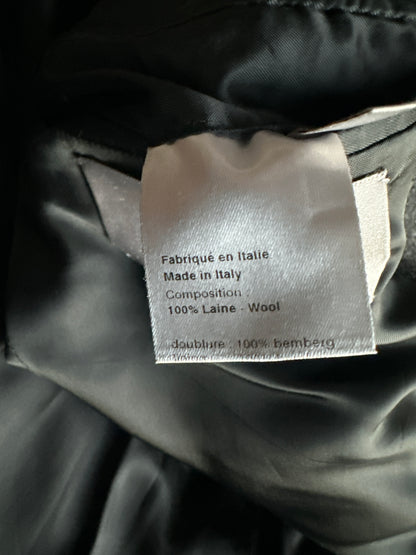 Fabriqué en Italie
Made in Italy
Composition :
100% Laine - Wool
doublure : 100% bemberg